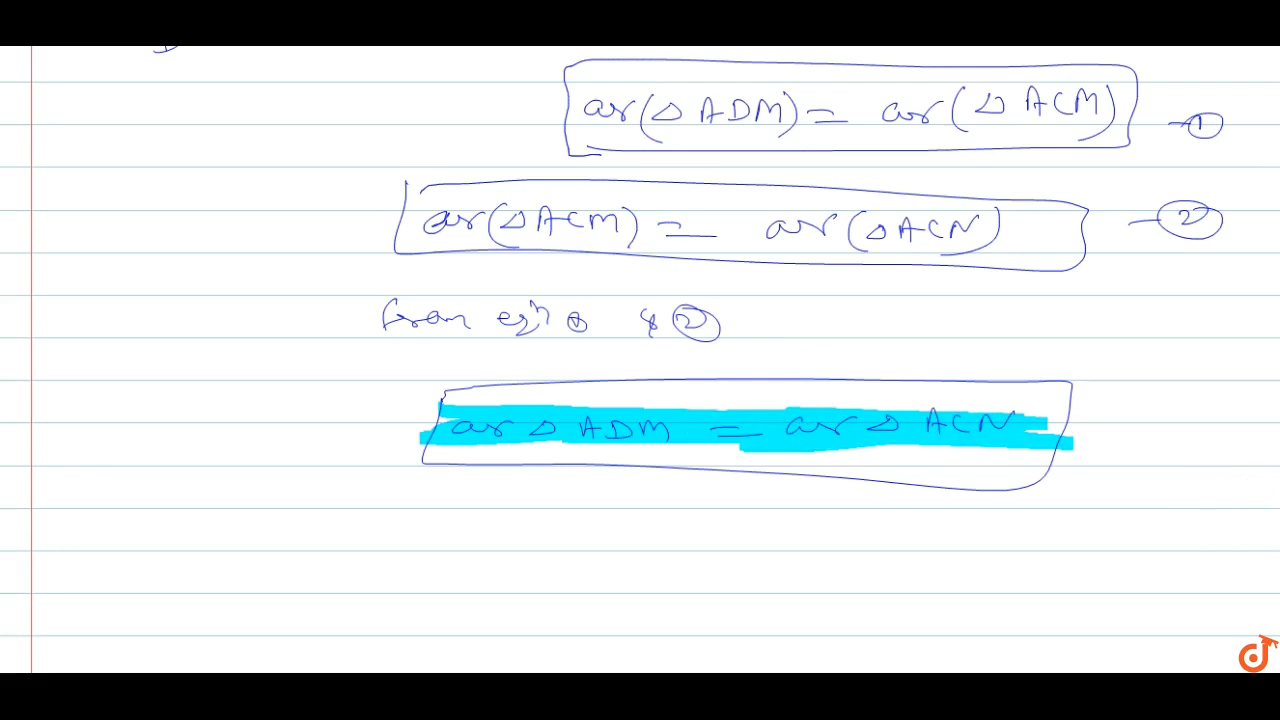 ar(△ADM) = ar(△ACM) —①
ar(△ACM) = ar(△ACN) —②
from eqⁿ ① & ②
ar △ADM = ar △ACN